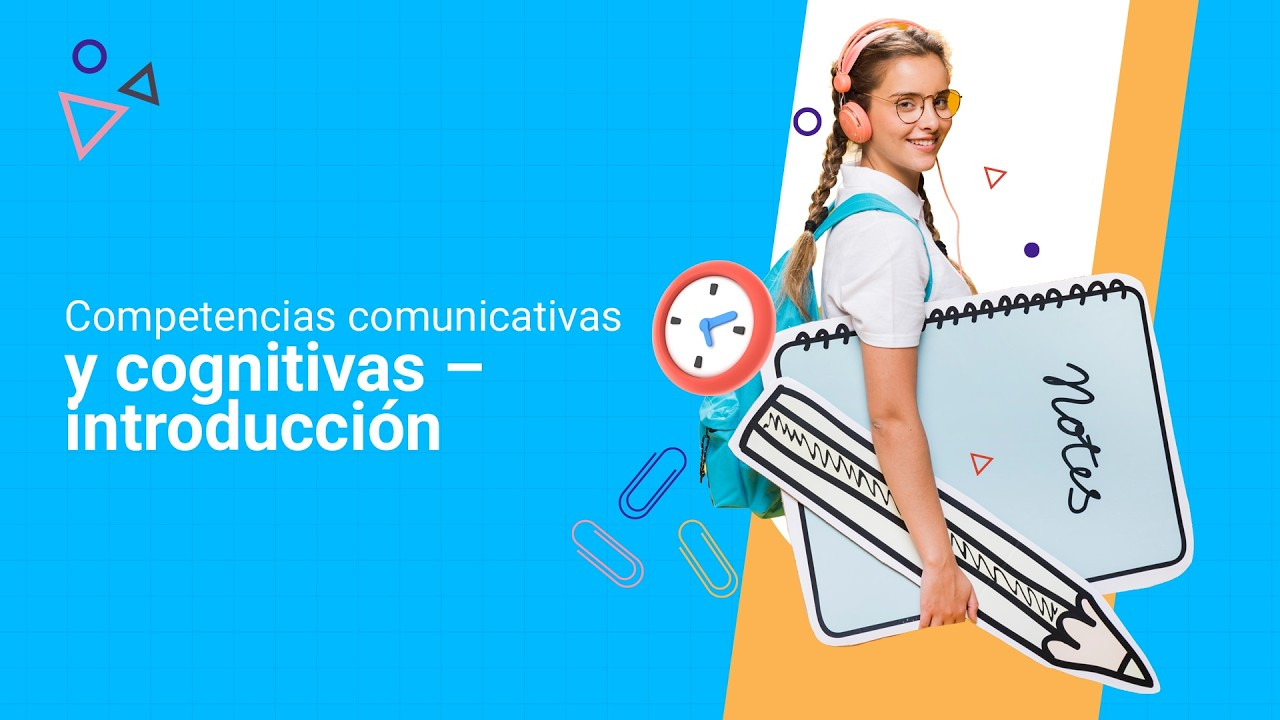 Competencias comunicativas
y cognitivas –
introducción
Notes